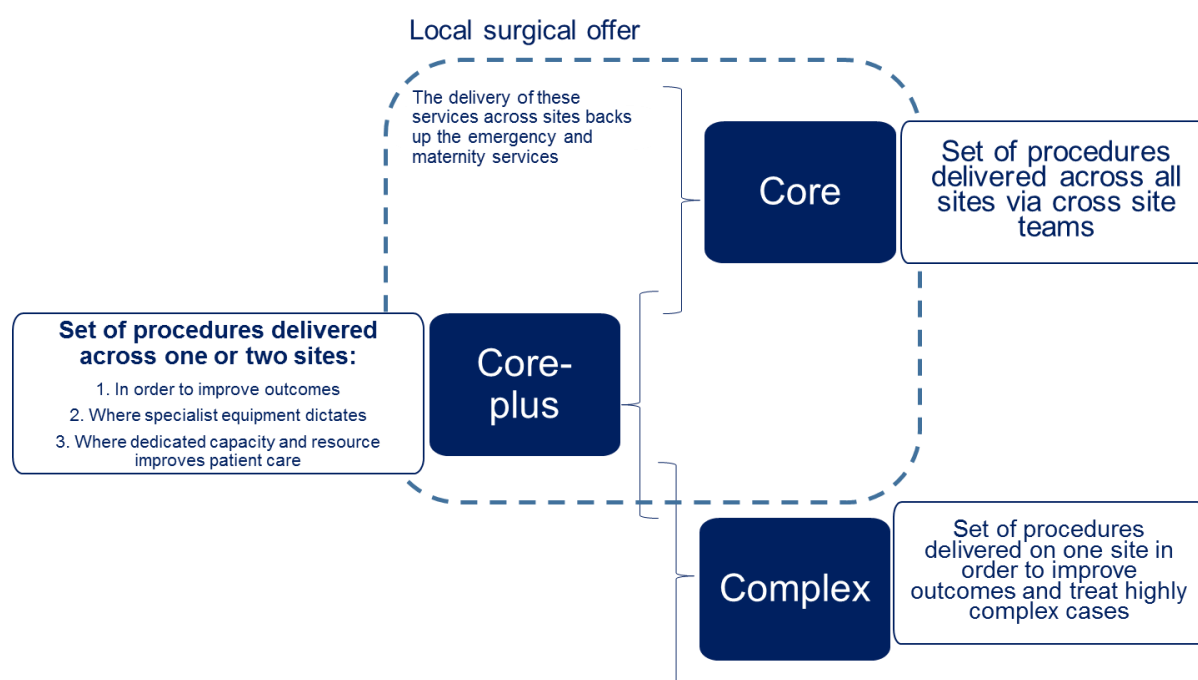 Local surgical offer
The delivery of these
services across sites backs
up the emergency and
maternity services
Core
Set of procedures
delivered across all
sites via cross site
teams
Set of procedures delivered
across one or two sites:
1. In order to improve outcomes
2. Where specialist equipment dictates
3. Where dedicated capacity and resource
improves patient care
Core-
plus
Complex
Set of procedures
delivered on one site in
order to improve
outcomes and treat highly
complex cases